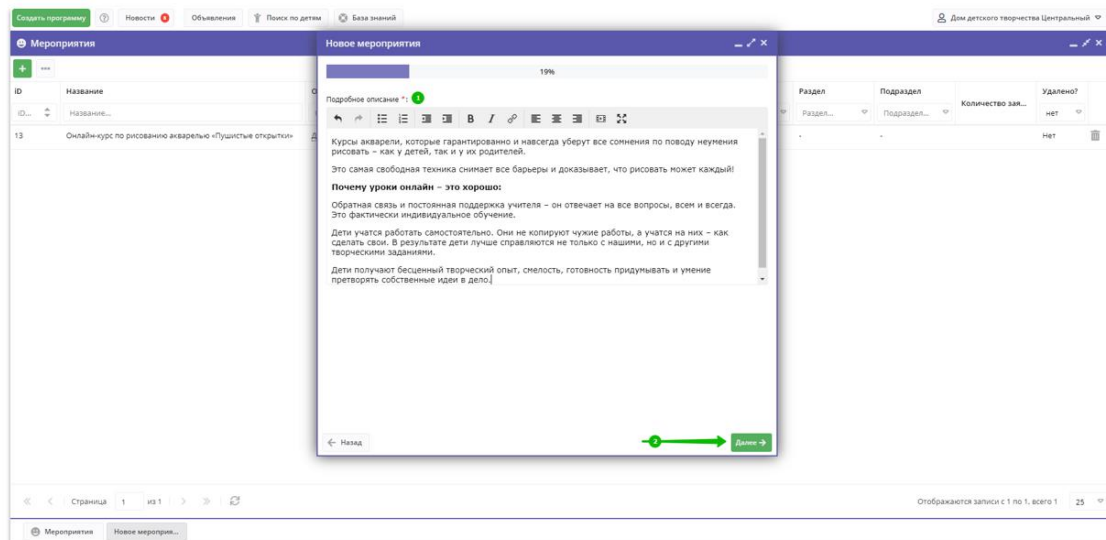 Создать программу Новости Объявления Поиск по детям База знаний Дом детского творчества Центральный
Мероприятия
Новое мероприятия
19%
ID Название Раздел Подраздел Количество зая... Удалено?
ID... Название... Раздел... Подраздел... нет
13 Онлайн-курс по рисованию акварелью «Пушистые открытки» - - Нет
Подробное описание *: 1
Курсы акварели, которые гарантированно и навсегда уберут все сомнения по поводу неумения
рисовать – как у детей, так и у их родителей.
Это самая свободная техника снимает все барьеры и доказывает, что рисовать может каждый!
Почему уроки онлайн – это хорошо:
Обратная связь и постоянная поддержка учителя – он отвечает на все вопросы, всем и всегда.
Это фактически индивидуальное обучение.
Дети учатся работать самостоятельно. Они не копируют чужие работы, а учатся на них – как
сделать свои. В результате дети лучше справляются не только с нашими, но и с другими
творческими заданиями.
Дети получают бесценный творческий опыт, смелость, готовность придумывать и умение
претворять собственные идеи в дело.
Назад 2 Далее
Страница 1 из 1 Отображаются записи с 1 по 1, всего 1 25
Мероприятия Новое мероприя...